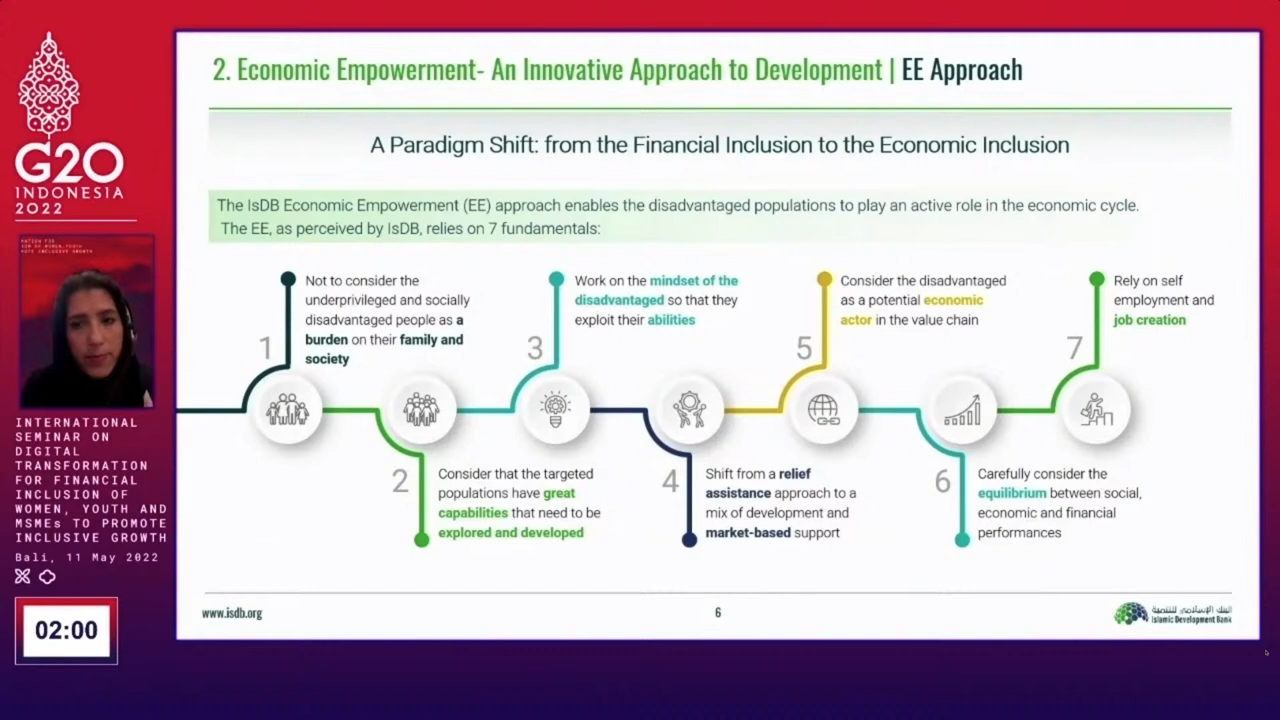 G20
INDONESIA
2022
INTERNATIONAL
SEMINAR ON
DIGITAL
TRANSFORMATION
FOR FINANCIAL
INCLUSION OF
WOMEN, YOUTH AND
MSMEs TO PROMOTE
INCLUSIVE GROWTH
Bali, 11 May 2022
02:00
2. Economic Empowerment- An Innovative Approach to Development | EE Approach
A Paradigm Shift: from the Financial Inclusion to the Economic Inclusion
The IsDB Economic Empowerment (EE) approach enables the disadvantaged populations to play an active role in the economic cycle.
The EE, as perceived by IsDB, relies on 7 fundamentals:
1
Not to consider the
underprivileged and socially
disadvantaged people as a
burden on their family and
society
2
Consider that the targeted
populations have great
capabilities that need to be
explored and developed
3
Work on the mindset of the
disadvantaged so that they
exploit their abilities
4
Shift from a relief
assistance approach to a
mix of development and
market-based support
5
Consider the disadvantaged
as a potential economic
actor in the value chain
6
Carefully consider the
equilibrium between social,
economic and financial
performances
7
Rely on self
employment and
job creation
www.isdb.org
6
البنك الإسلامي للتنمية
Islamic Development Bank